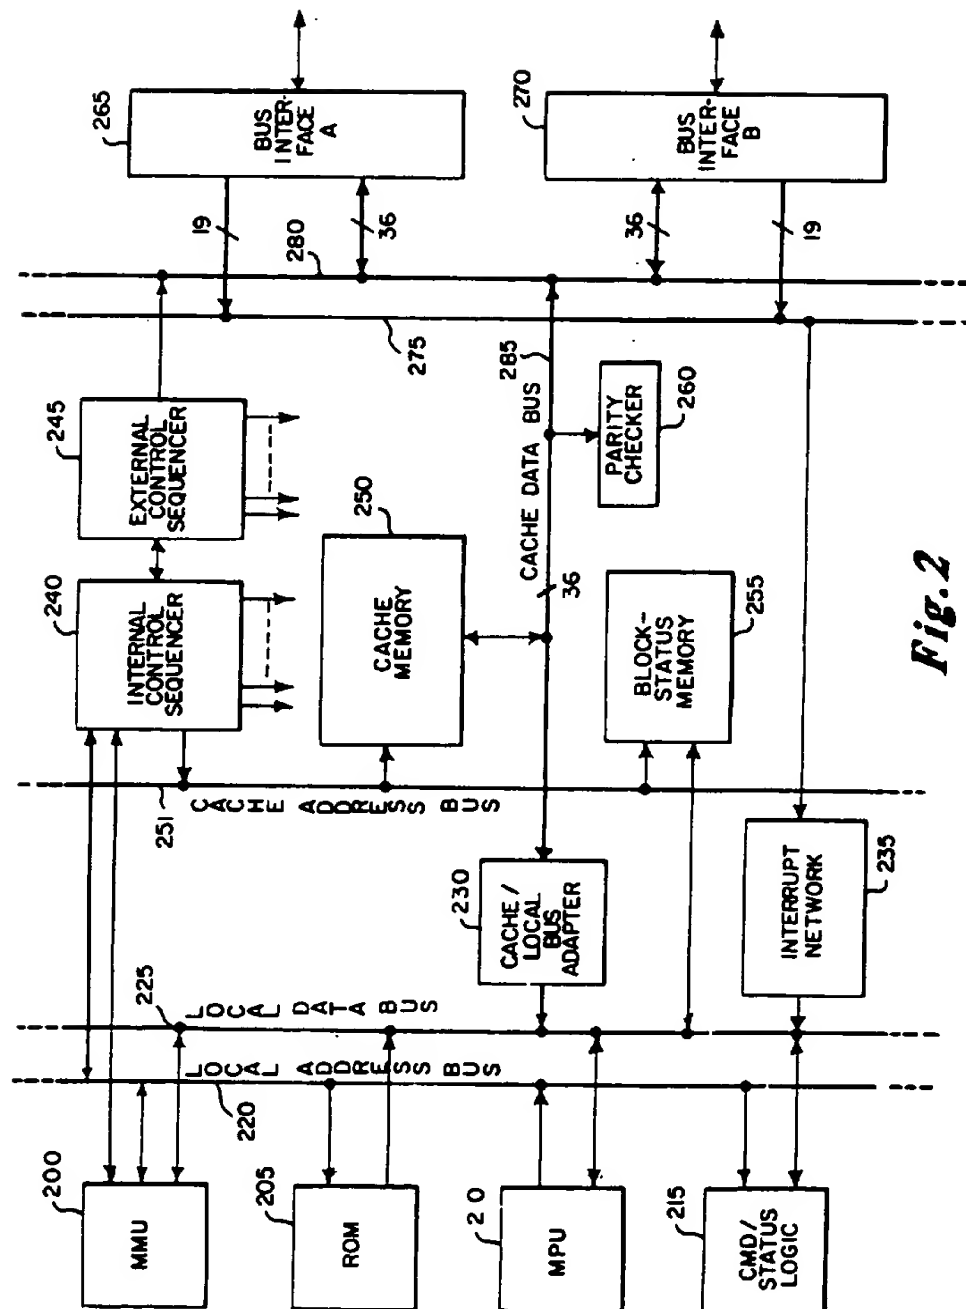 215
CMD/
STATUS
LOGIC
2 0
MPU
205
ROM
200
MMU
220
LOCAL ADDRESS BUS
225
LOCAL DATA BUS
INTERRUPT
NETWORK
235
230
CACHE/
LOCAL
BUS
ADAPTER
251
CACHE ADDRESS BUS
BLOCK-
STATUS
MEMORY
255
CACHE
MEMORY
250
INTERNAL
CONTROL
SEQUENCER
240
36
CACHE DATA BUS
285
PARITY
CHECKER
260
EXTERNAL
CONTROL
SEQUENCER
245
275
280
19
36
36
19
270
BUS
INTER-
FACE
B
265
BUS
INTER-
FACE
A
Fig. 2